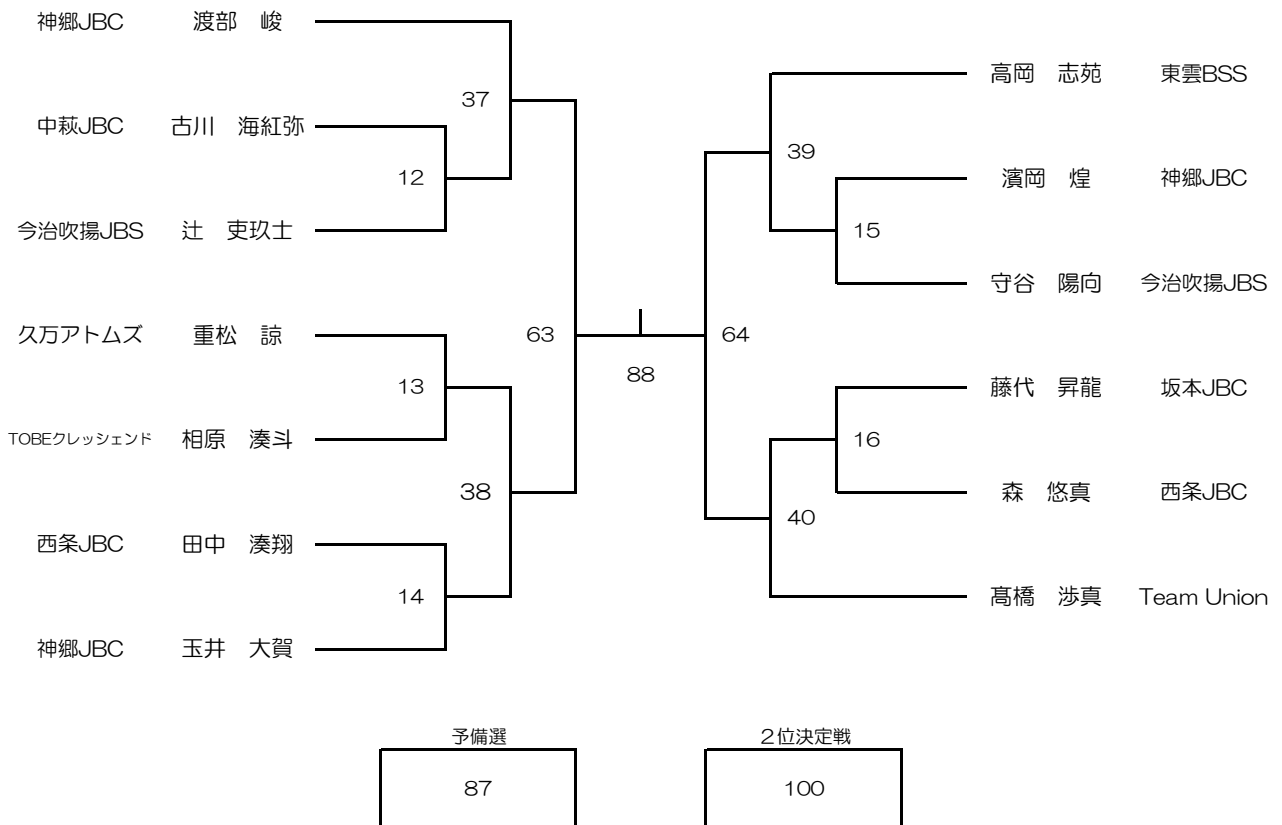 神郷JBC 渡部 峻
37
中萩JBC 古川 海紅弥
12
今治吹揚JBS 辻 吏玖士
久万アトムズ 重松 諒
63
13
TOBEクレッシェンド 相原 湊斗
38
西条JBC 田中 湊翔
14
神郷JBC 玉井 大賀
88
高岡 志苑 東雲BSS
39
濱岡 煌 神郷JBC
15
守谷 陽向 今治吹揚JBS
64
藤代 昇龍 坂本JBC
16
森 悠真 西条JBC
40
髙橋 渉真 Team Union
予備選
87
2位決定戦
100